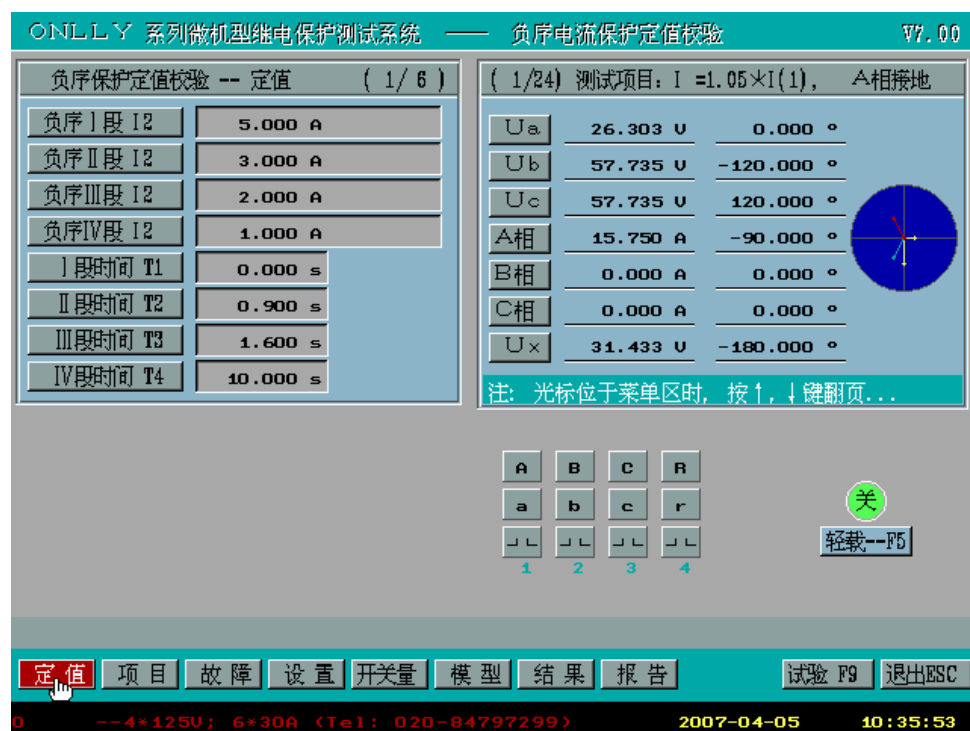 ONLLY 系列微机型继电保护测试系统 —— 负序电流保护定值校验 V7.00
负序保护定值校验 -- 定值 ( 1/ 6 )
负序Ⅰ段 I2 5.000 A
负序Ⅱ段 I2 3.000 A
负序Ⅲ段 I2 2.000 A
负序Ⅳ段 I2 1.000 A
Ⅰ段时间 T1 0.000 s
Ⅱ段时间 T2 0.900 s
Ⅲ段时间 T3 1.600 s
Ⅳ段时间 T4 10.000 s
( 1/24) 测试项目: I =1.05×I(1), A相接地
Ua 26.303 V 0.000 °
Ub 57.735 V -120.000 °
Uc 57.735 V 120.000 °
A相 15.750 A -90.000 °
B相 0.000 A 0.000 °
C相 0.000 A 0.000 °
Ux 31.433 V -180.000 °
注: 光标位于菜单区时, 按↑,↓键翻页...
A B C R
a b c r
1 2 3 4
关
轻载--F5
定值 项目 故障 设置 开关量 模型 结果 报告 试验 F9 退出ESC
0 --4*125V; 6*30A (Tel: 020-84797299) 2007-04-05 10:35:53